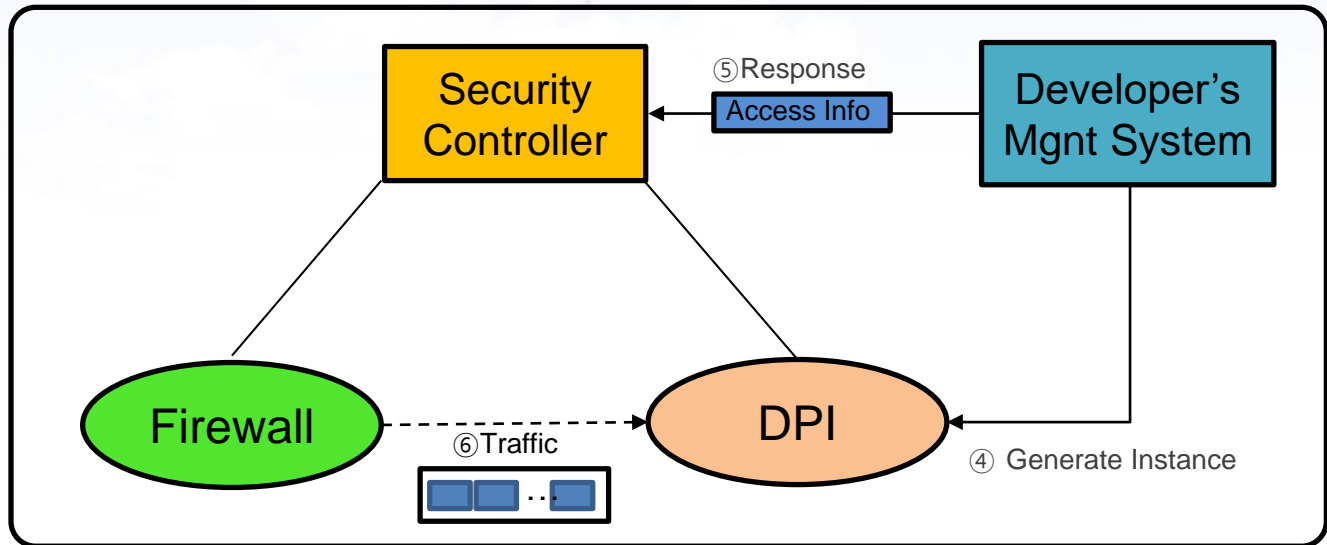 Security
Controller
⑤Response
Access Info
Developer's
Mgnt System
Firewall
⑥Traffic
...
DPI
④ Generate Instance